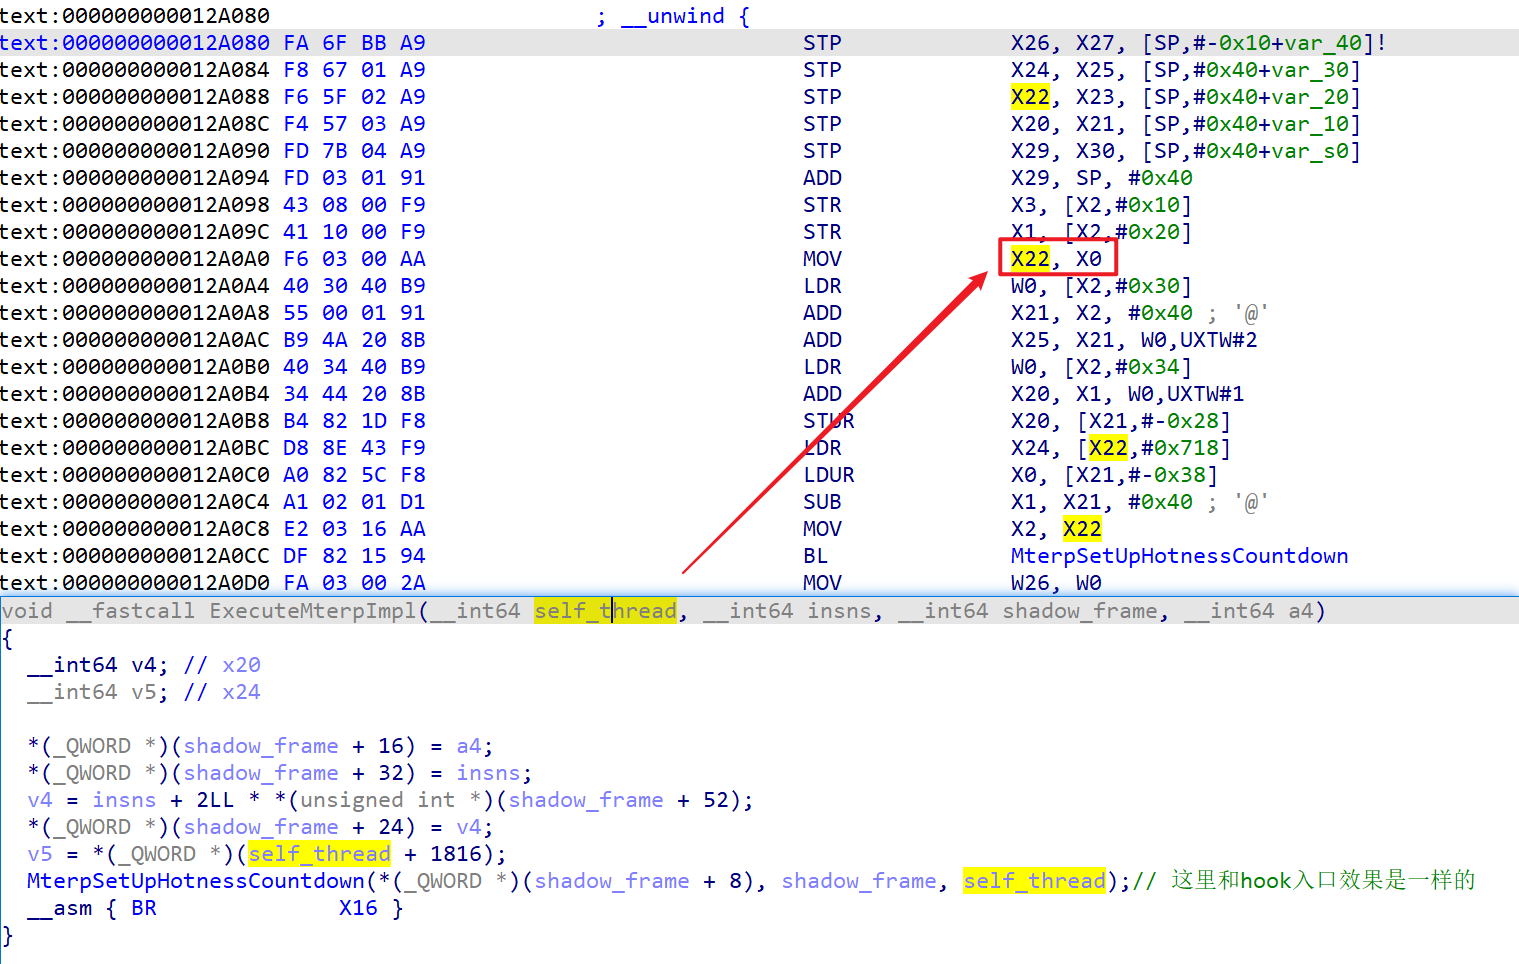 text:000000000012A080 ; __unwind {
text:000000000012A080 FA 6F BB A9 STP X26, X27, [SP,#-0x10+var_40]!
text:000000000012A084 F8 67 01 A9 STP X24, X25, [SP,#0x40+var_30]
text:000000000012A088 F6 5F 02 A9 STP X22, X23, [SP,#0x40+var_20]
text:000000000012A08C F4 57 03 A9 STP X20, X21, [SP,#0x40+var_10]
text:000000000012A090 FD 7B 04 A9 STP X29, X30, [SP,#0x40+var_s0]
text:000000000012A094 FD 03 01 91 ADD X29, SP, #0x40
text:000000000012A098 43 08 00 F9 STR X3, [X2,#0x10]
text:000000000012A09C 41 10 00 F9 STR X1, [X2,#0x20]
text:000000000012A0A0 F6 03 00 AA MOV X22, X0
text:000000000012A0A4 40 30 40 B9 LDR W0, [X2,#0x30]
text:000000000012A0A8 55 00 01 91 ADD X21, X2, #0x40 ; '@'
text:000000000012A0AC B9 4A 20 8B ADD X25, X21, W0,UXTW#2
text:000000000012A0B0 40 34 40 B9 LDR W0, [X2,#0x34]
text:000000000012A0B4 34 44 20 8B ADD X20, X1, W0,UXTW#1
text:000000000012A0B8 B4 82 1D F8 STUR X20, [X21,#-0x28]
text:000000000012A0BC D8 8E 43 F9 LDR X24, [X22,#0x718]
text:000000000012A0C0 A0 82 5C F8 LDUR X0, [X21,#-0x38]
text:000000000012A0C4 A1 02 01 D1 SUB X1, X21, #0x40 ; '@'
text:000000000012A0C8 E2 03 16 AA MOV X2, X22
text:000000000012A0CC DF 82 15 94 BL MterpSetUpHotnessCountdown
text:000000000012A0D0 FA 03 00 2A MOV W26, W0
void __fastcall ExecuteMterpImpl(__int64 self_thread, __int64 insns, __int64 shadow_frame, __int64 a4)
{
__int64 v4; // x20
__int64 v5; // x24
*(_QWORD *)(shadow_frame + 16) = a4;
*(_QWORD *)(shadow_frame + 32) = insns;
v4 = insns + 2LL * *(unsigned int *)(shadow_frame + 52);
*(_QWORD *)(shadow_frame + 24) = v4;
v5 = *(_QWORD *)(self_thread + 1816);
MterpSetUpHotnessCountdown(*(_QWORD *)(shadow_frame + 8), shadow_frame, self_thread);// 这里和hook入口效果是一样的
__asm { BR X16 }
}